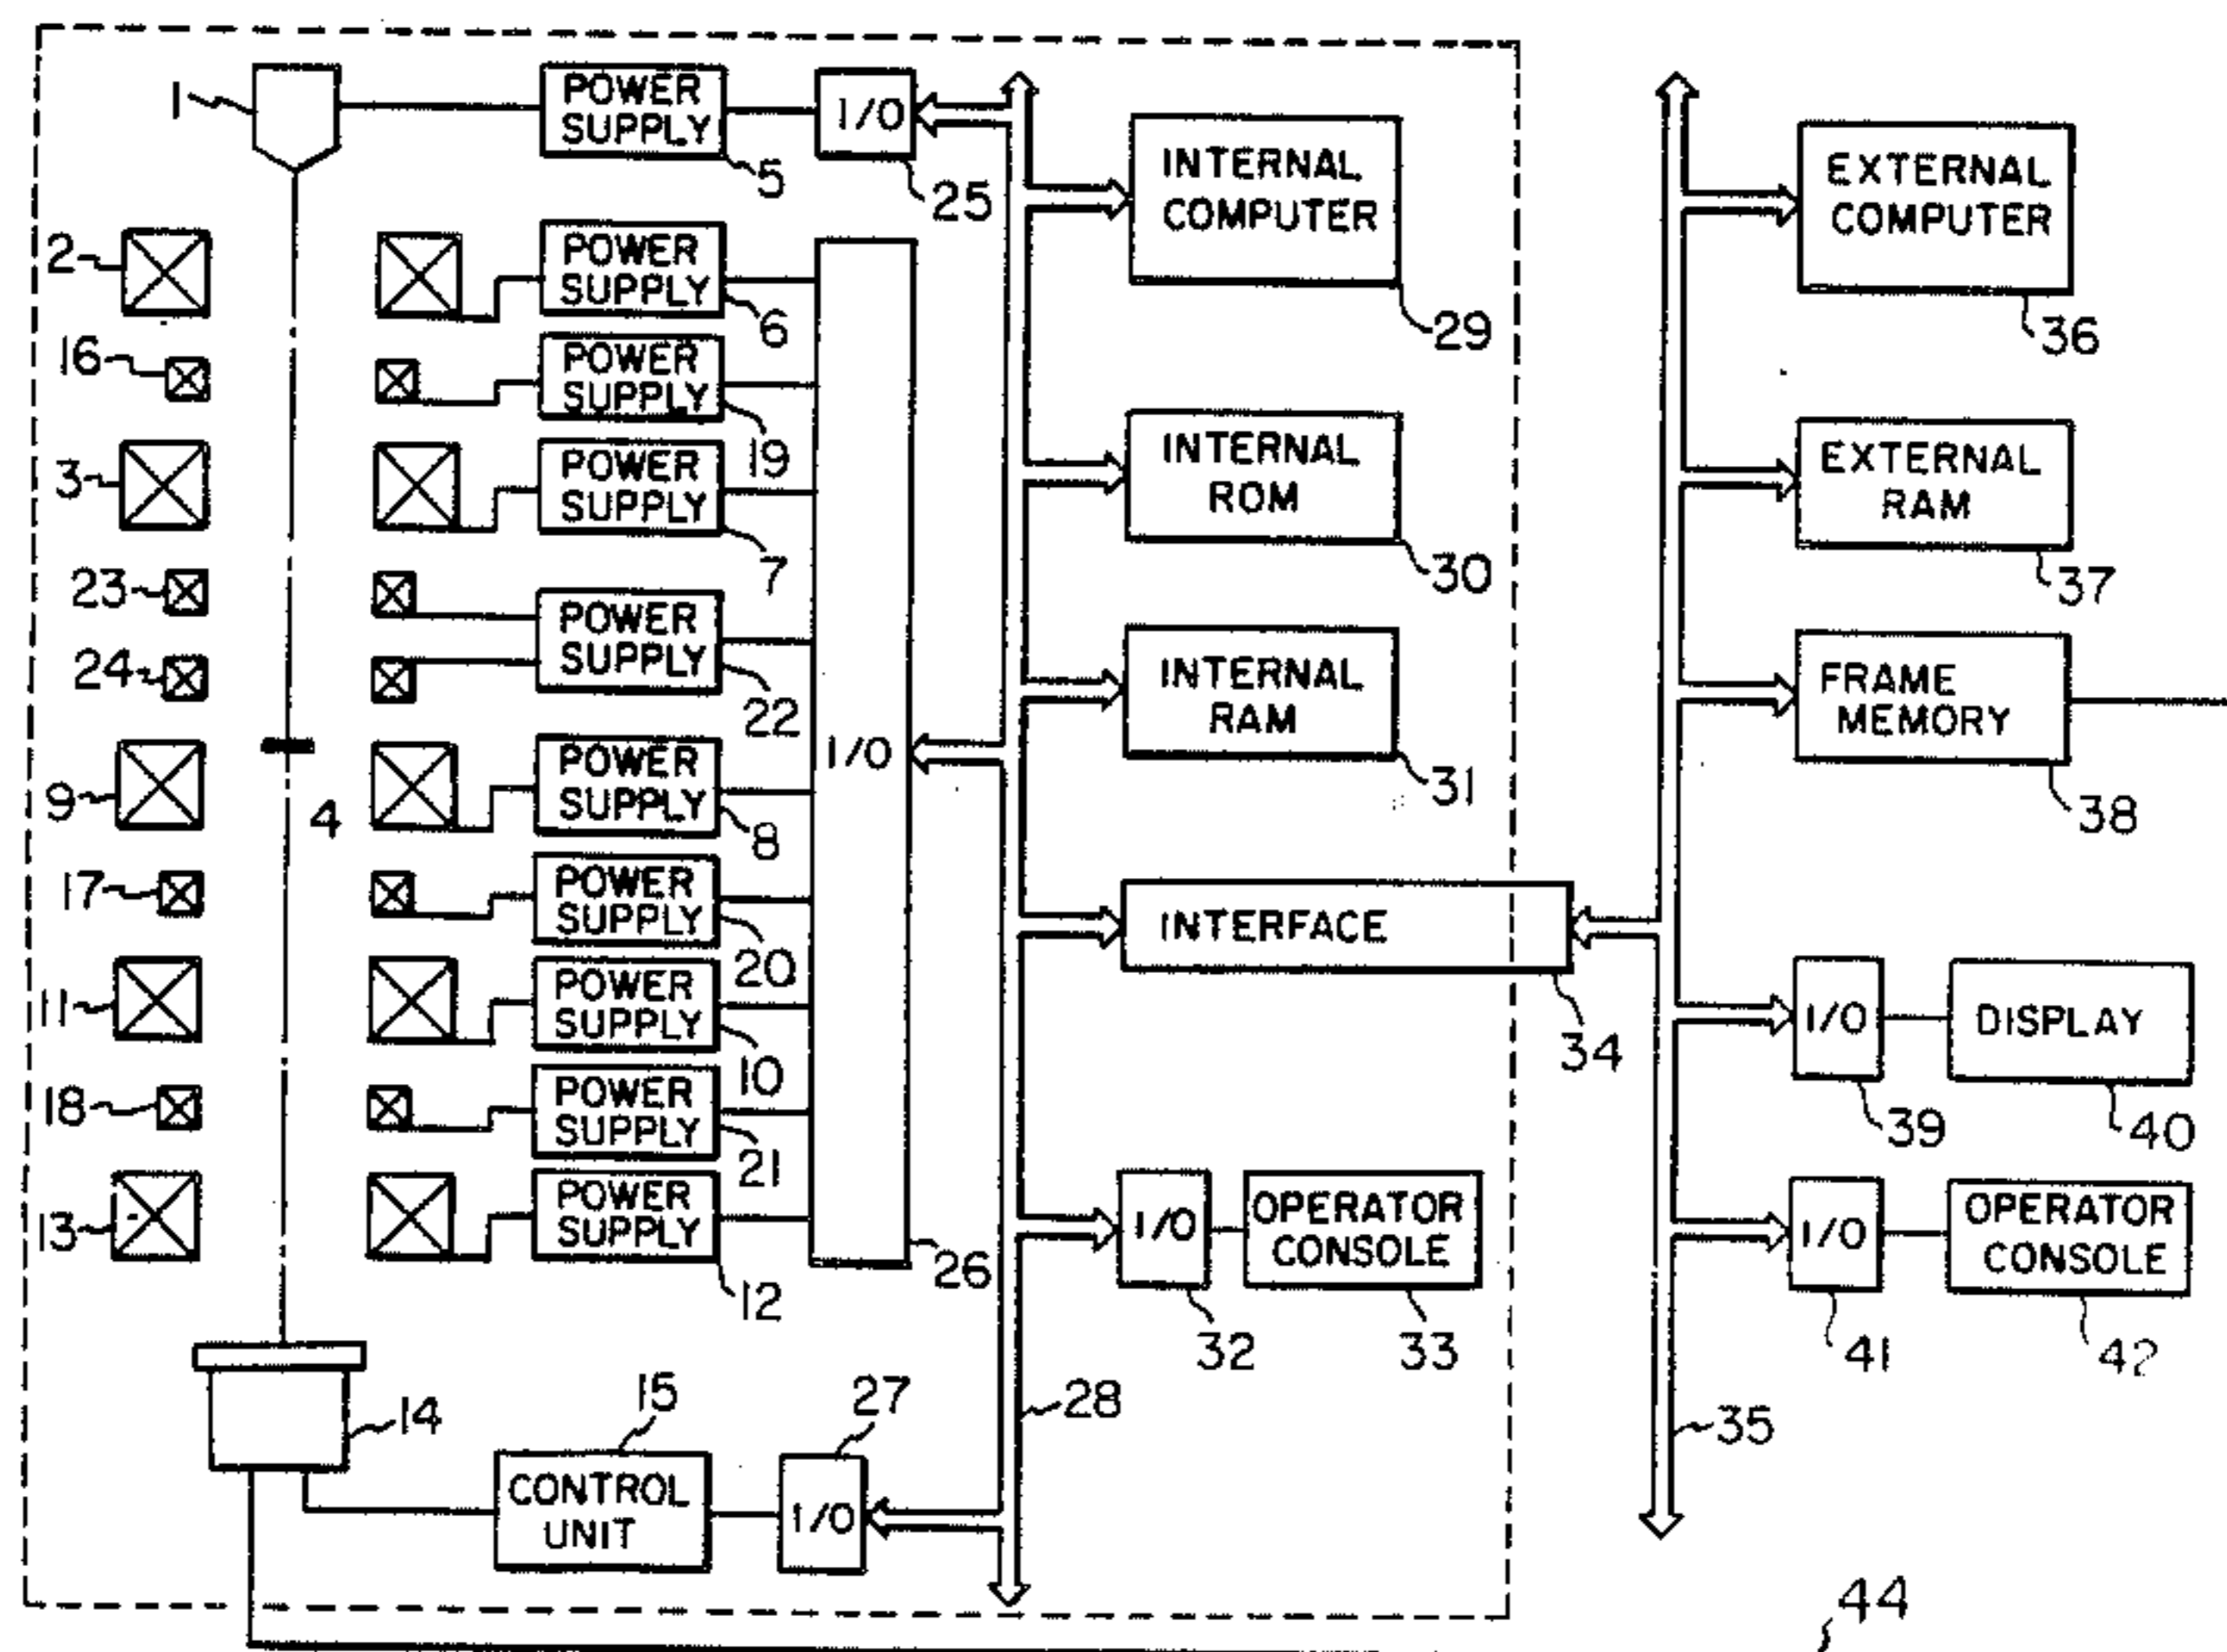 1
POWER
SUPPLY
5
I/O
25
INTERNAL
COMPUTER
29
EXTERNAL
COMPUTER
36
2
POWER
SUPPLY
6
16
POWER
SUPPLY
19
3
POWER
SUPPLY
7
INTERNAL
ROM
30
EXTERNAL
RAM
37
23
24
POWER
SUPPLY
22
I/O
26
INTERNAL
RAM
31
FRAME
MEMORY
38
9
4
POWER
SUPPLY
8
17
POWER
SUPPLY
20
INTERFACE
34
11
POWER
SUPPLY
10
I/O
39
DISPLAY
40
18
POWER
SUPPLY
21
13
POWER
SUPPLY
12
I/O
32
OPERATOR
CONSOLE
33
I/O
41
OPERATOR
CONSOLE
42
14
15
CONTROL
UNIT
27
I/O
28
35
44